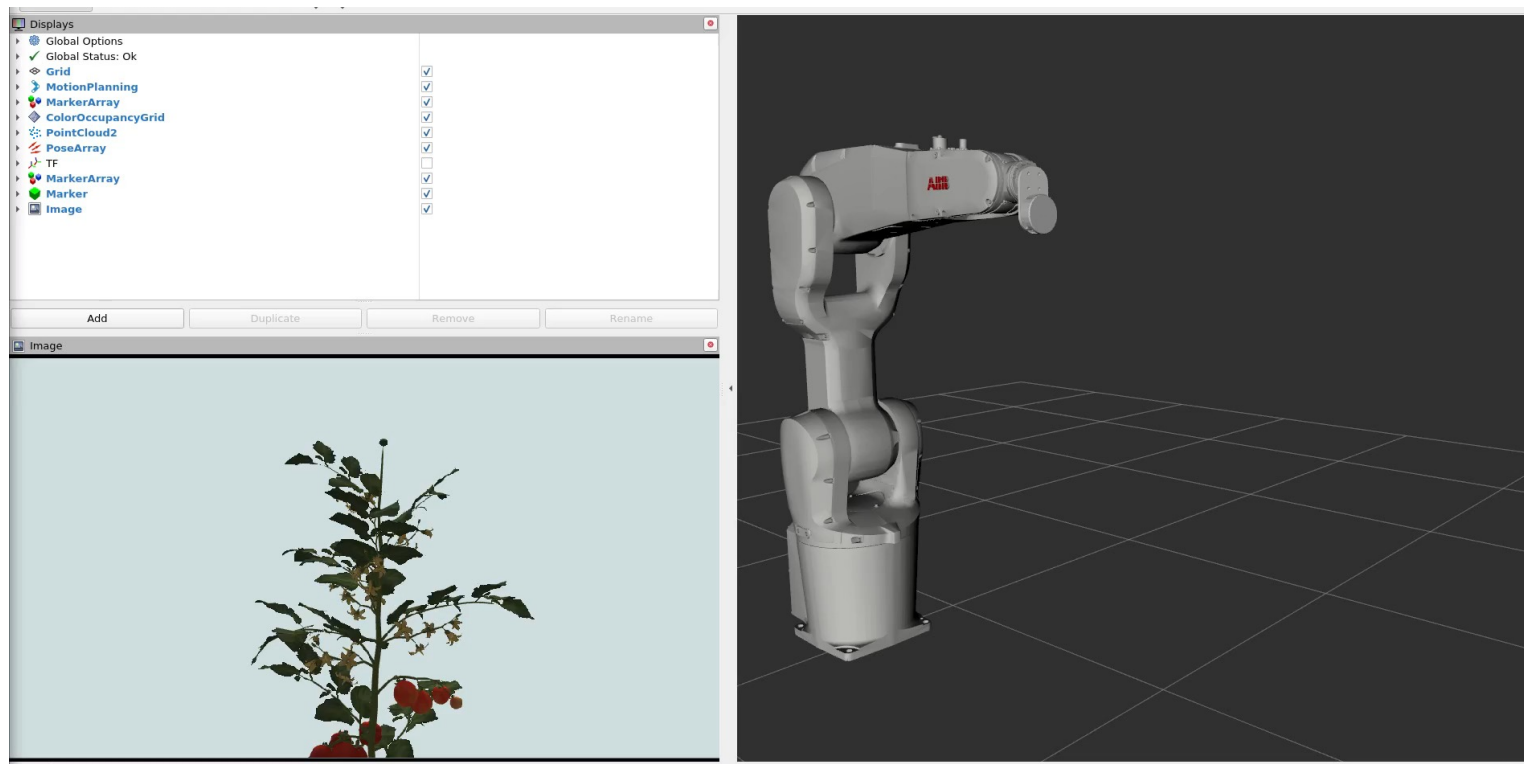 Displays
Global Options
Global Status: Ok
Grid
MotionPlanning
MarkerArray
ColorOccupancyGrid
PointCloud2
PoseArray
TF
MarkerArray
Marker
Image
Add Duplicate Remove Rename
Image
ABB